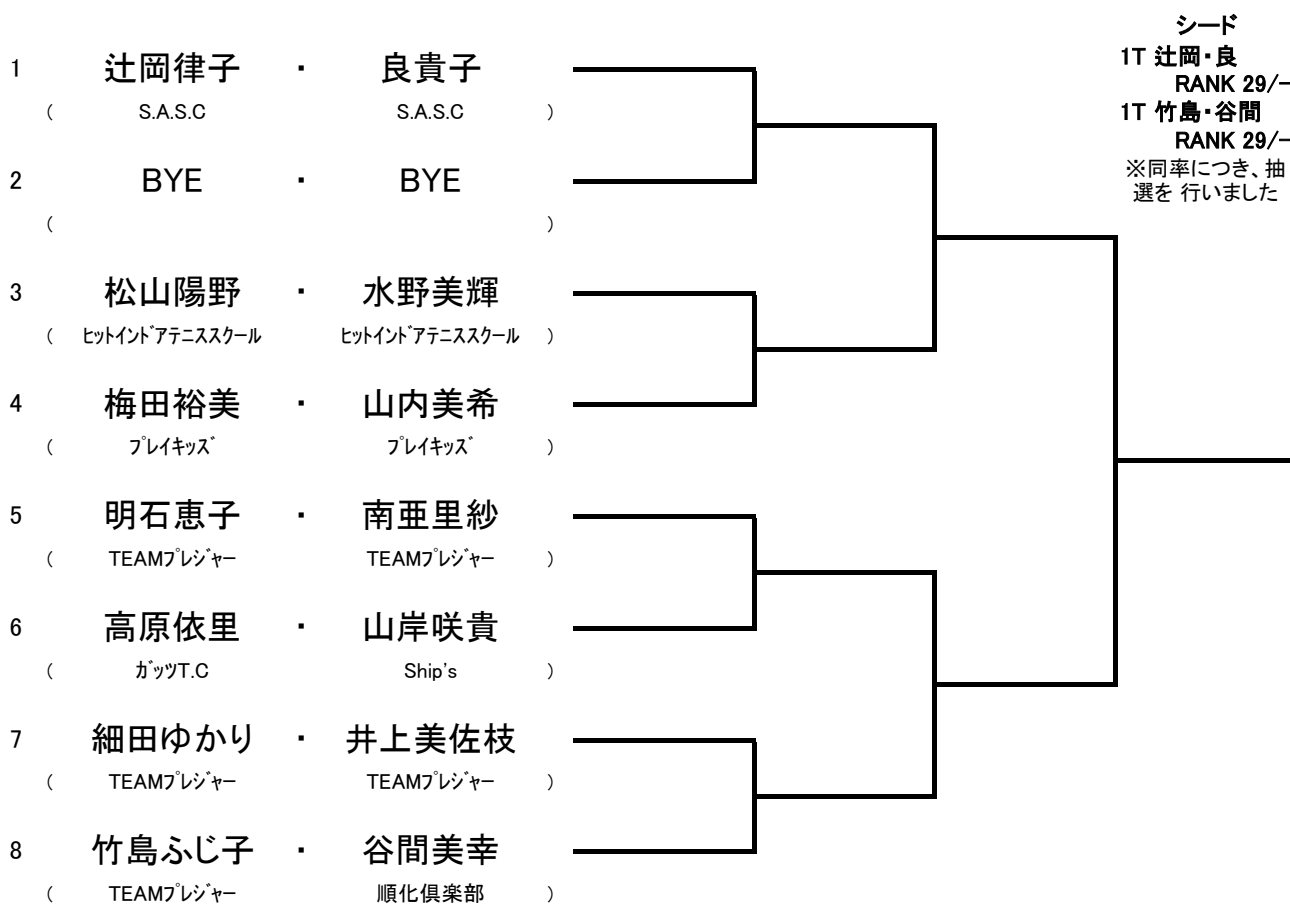 シード
1T 辻岡・良
RANK 29/-
1T 竹島・谷間
RANK 29/-
※同率につき、抽
選を 行いました
1 辻岡律子 ・ 良貴子
( S.A.S.C S.A.S.C )
2 BYE ・ BYE
( )
3 松山陽野 ・ 水野美輝
( ﾋｯﾄｲﾝﾄﾞｱﾃﾆｽｽｸｰﾙ ﾋｯﾄｲﾝﾄﾞｱﾃﾆｽｽｸｰﾙ )
4 梅田裕美 ・ 山内美希
( ﾌﾟﾚｲｷｯｽﾞ ﾌﾟﾚｲｷｯｽﾞ )
5 明石恵子 ・ 南亜里紗
( TEAMﾌﾟﾚｼﾞｬｰ TEAMﾌﾟﾚｼﾞｬｰ )
6 高原依里 ・ 山岸咲貴
( ｶﾞｯﾂT.C Ship's )
7 細田ゆかり ・ 井上美佐枝
( TEAMﾌﾟﾚｼﾞｬｰ TEAMﾌﾟﾚｼﾞｬｰ )
8 竹島ふじ子 ・ 谷間美幸
( TEAMﾌﾟﾚｼﾞｬｰ 順化倶楽部 )